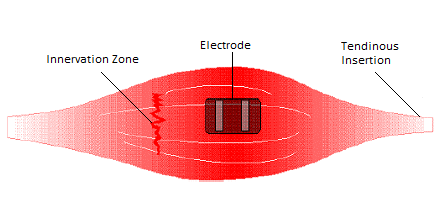 Innervation Zone
Electrode
Tendinous
Insertion